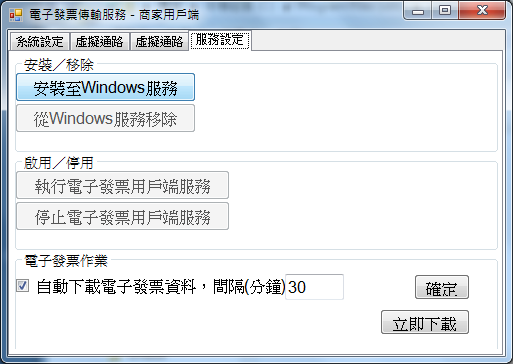 電子發票傳輸服務 - 商家用戶端
系統設定 虛擬通路 虛擬通路 服務設定
安裝／移除
安裝至Windows服務
從Windows服務移除
啟用／停用
執行電子發票用戶端服務
停止電子發票用戶端服務
電子發票作業
自動下載電子發票資料，間隔(分鐘) 30 確定
立即下載